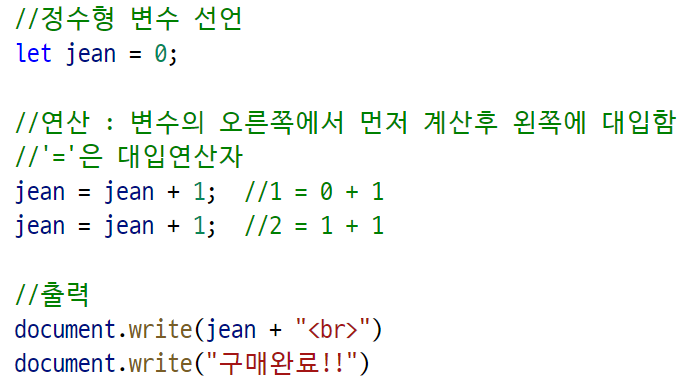 //정수형 변수 선언
let jean = 0;
//연산 : 변수의 오른쪽에서 먼저 계산후 왼쪽에 대입함
//'='은 대입연산자
jean = jean + 1;  //1 = 0 + 1
jean = jean + 1;  //2 = 1 + 1
//출력
document.write(jean + "<br>")
document.write("구매완료!!")